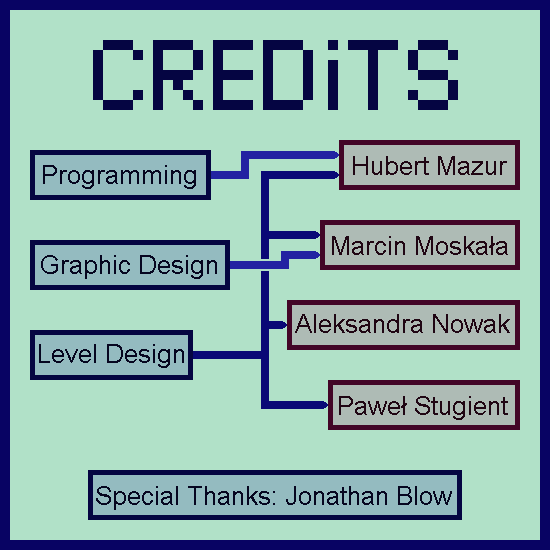 CREDiTS
Programming
Hubert Mazur
Graphic Design
Marcin Moskała
Level Design
Aleksandra Nowak
Paweł Stugient
Special Thanks: Jonathan Blow